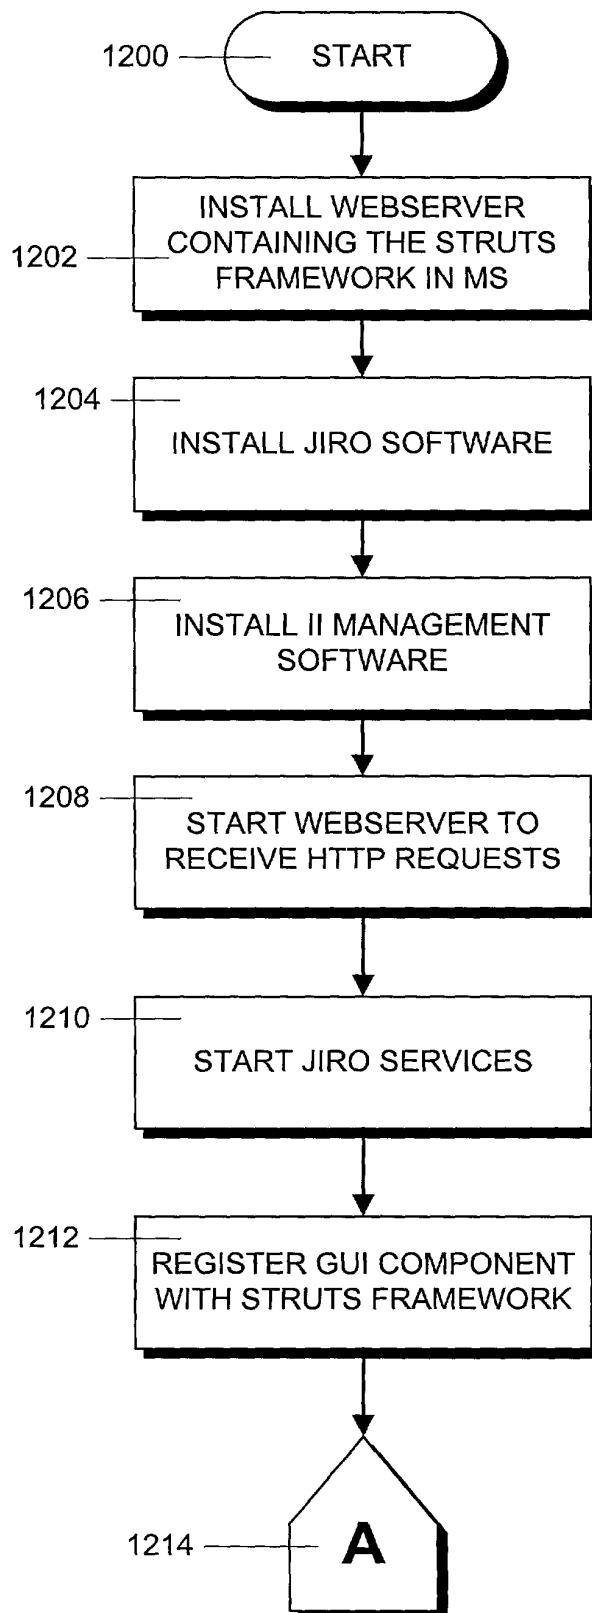 1200
START
1202
INSTALL WEBSERVER
CONTAINING THE STRUTS
FRAMEWORK IN MS
1204
INSTALL JIRO SOFTWARE
1206
INSTALL II MANAGEMENT
SOFTWARE
1208
START WEBSERVER TO
RECEIVE HTTP REQUESTS
1210
START JIRO SERVICES
1212
REGISTER GUI COMPONENT
WITH STRUTS FRAMEWORK
1214
A